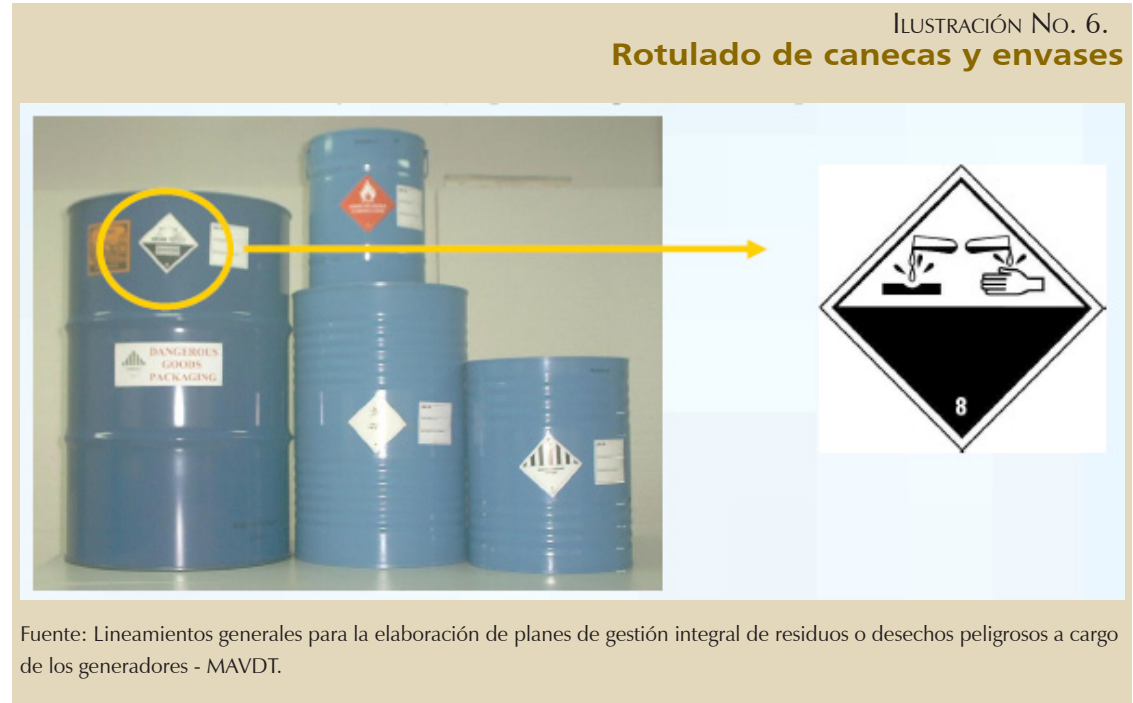 ILUSTRACIÓN NO. 6.
Rotulado de canecas y envases
DANGEROUS
GOODS
PACKAGING
8
Fuente: Lineamientos generales para la elaboración de planes de gestión integral de residuos o desechos peligrosos a cargo
de los generadores - MAVDT.